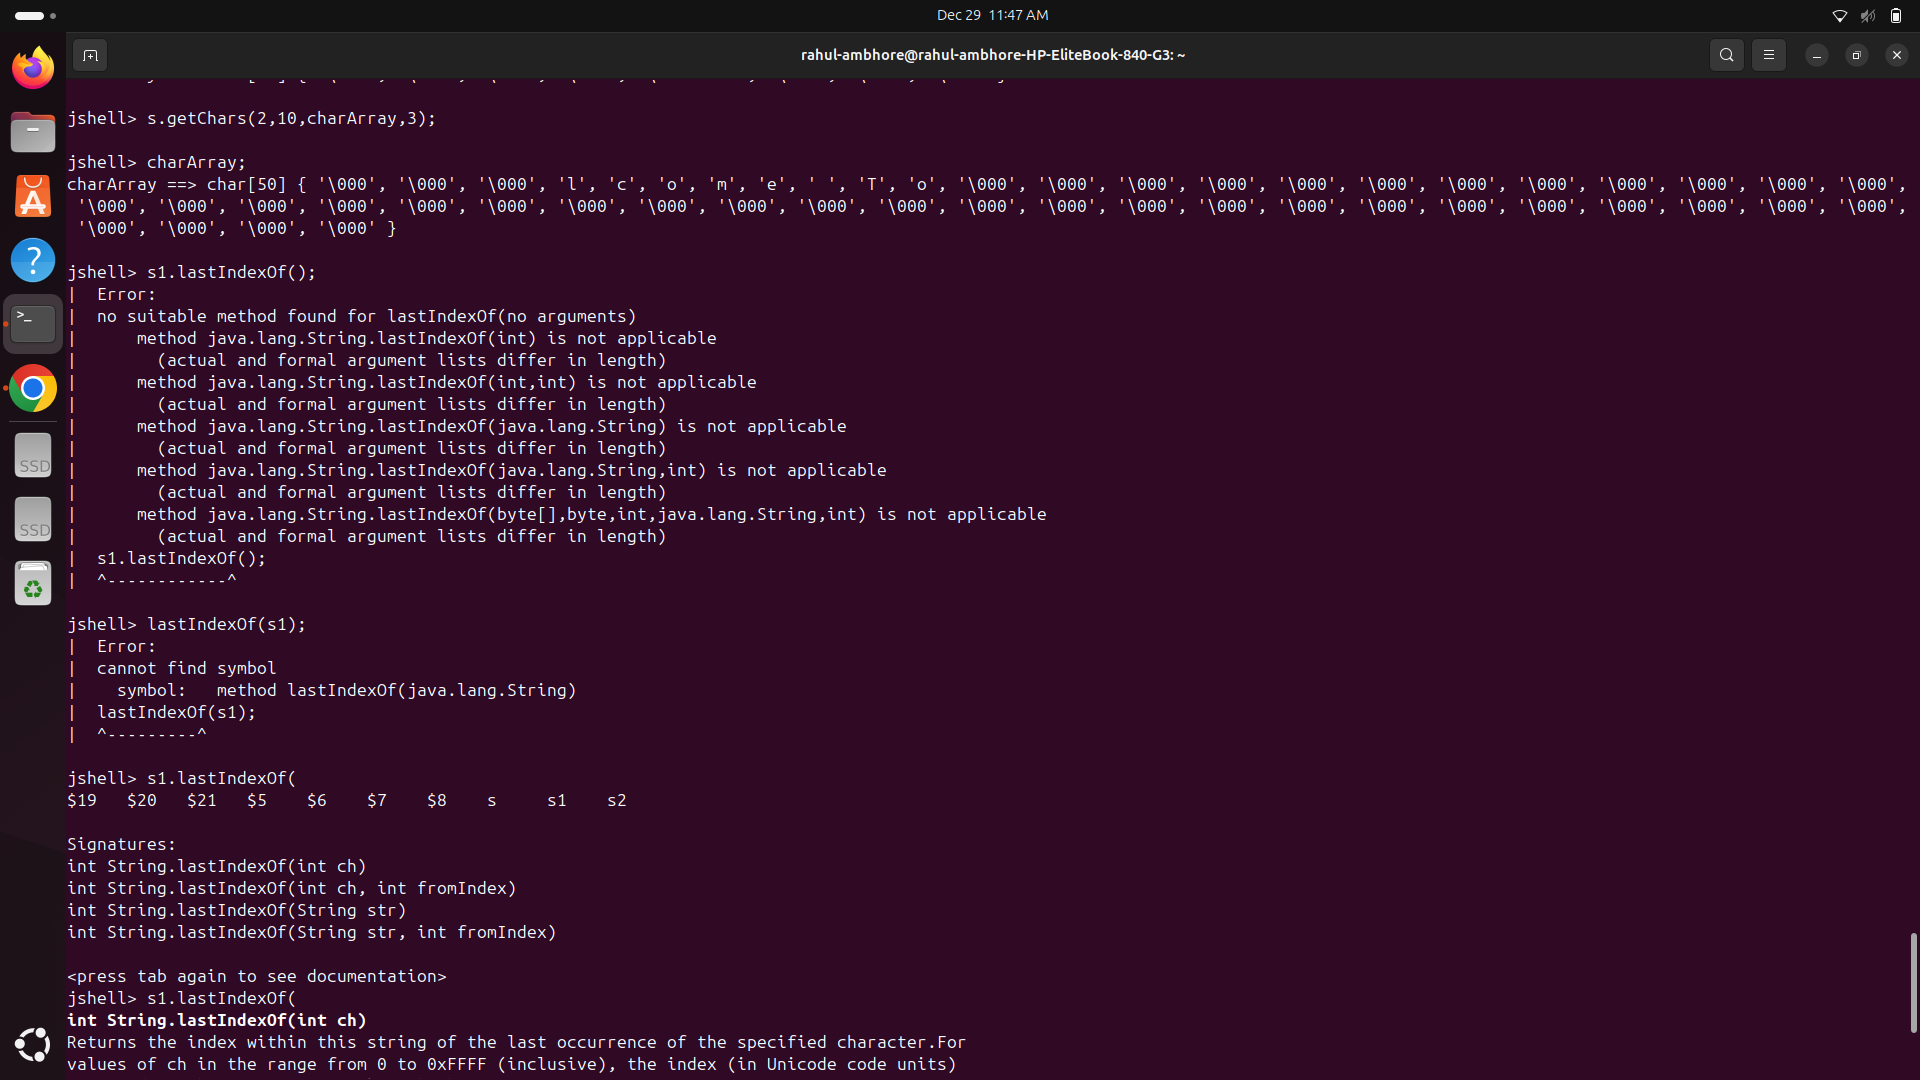 Dec 29 11:47 AM
rahul-ambhore@rahul-ambhore-HP-EliteBook-840-G3: ~
jshell> s.getChars(2,10,charArray,3);
jshell> charArray;
charArray ==> char[50] { '\000', '\000', '\000', 'l', 'c', 'o', 'm', 'e', ' ', 'T', 'o', '\000', '\000', '\000', '\000', '\000', '\000', '\000', '\000', '\000', '\000', '\000', '\000',
'\000', '\000', '\000', '\000', '\000', '\000', '\000', '\000', '\000', '\000', '\000', '\000', '\000', '\000', '\000', '\000', '\000', '\000', '\000', '\000', '\000', '\000', '\000',
'\000', '\000', '\000', '\000' }
jshell> s1.lastIndexOf();
|  Error:
|  no suitable method found for lastIndexOf(no arguments)
|      method java.lang.String.lastIndexOf(int) is not applicable
|        (actual and formal argument lists differ in length)
|      method java.lang.String.lastIndexOf(int,int) is not applicable
|        (actual and formal argument lists differ in length)
|      method java.lang.String.lastIndexOf(java.lang.String) is not applicable
|        (actual and formal argument lists differ in length)
|      method java.lang.String.lastIndexOf(java.lang.String,int) is not applicable
|        (actual and formal argument lists differ in length)
|      method java.lang.String.lastIndexOf(byte[],byte,int,java.lang.String,int) is not applicable
|        (actual and formal argument lists differ in length)
|  s1.lastIndexOf();
|  ^------------^
jshell> lastIndexOf(s1);
|  Error:
|  cannot find symbol
|    symbol:   method lastIndexOf(java.lang.String)
|  lastIndexOf(s1);
|  ^---------^
jshell> s1.lastIndexOf(
$19   $20   $21   $5    $6    $7    $8    s     s1    s2
Signatures:
int String.lastIndexOf(int ch)
int String.lastIndexOf(int ch, int fromIndex)
int String.lastIndexOf(String str)
int String.lastIndexOf(String str, int fromIndex)
<press tab again to see documentation>
jshell> s1.lastIndexOf(
int String.lastIndexOf(int ch)
Returns the index within this string of the last occurrence of the specified character.For
values of ch in the range from 0 to 0xFFFF (inclusive), the index (in Unicode code units)
SSD
SSD